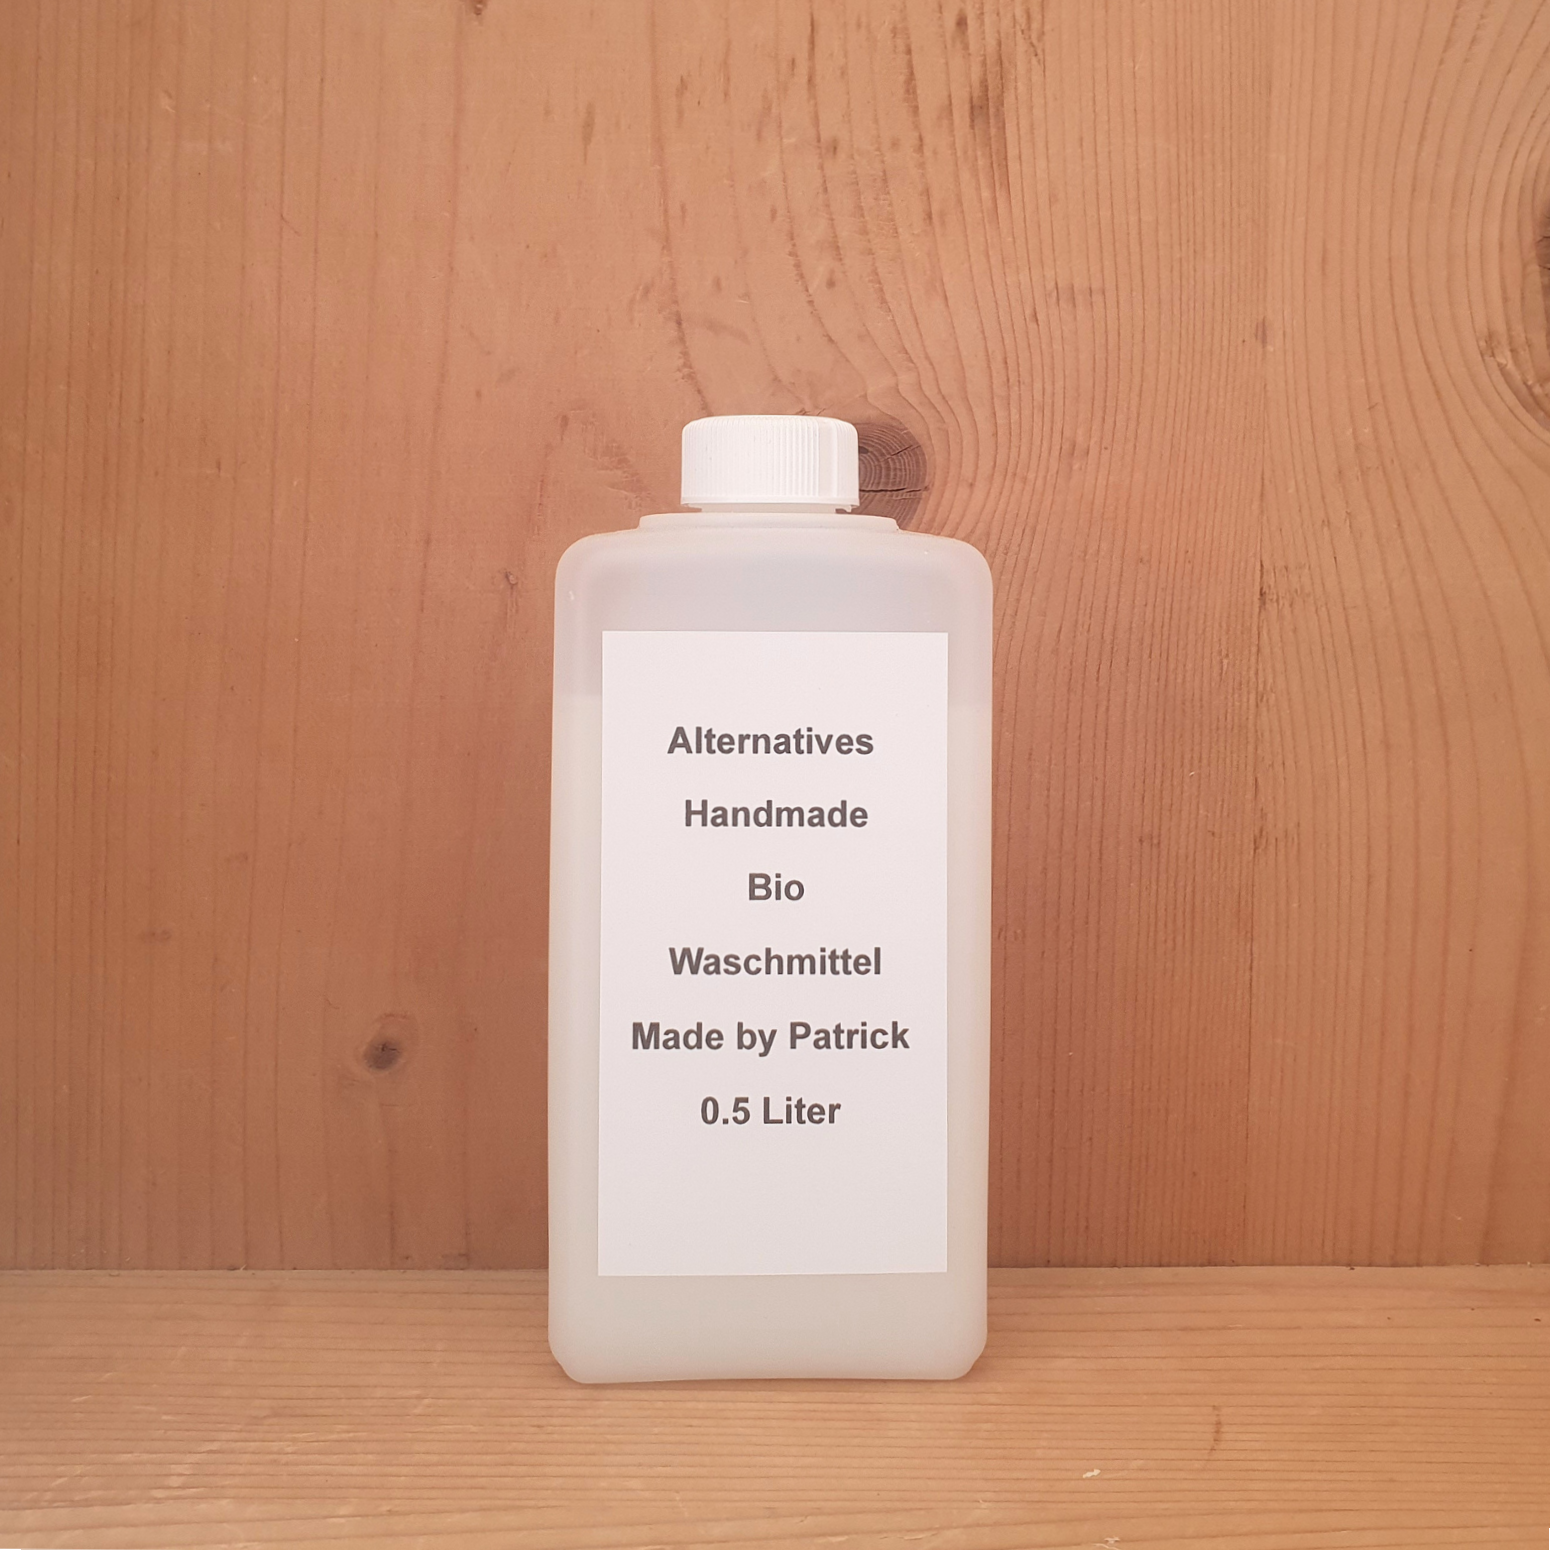 Alternatives
Handmade
Bio
Waschmittel
Made by Patrick
0.5 Liter